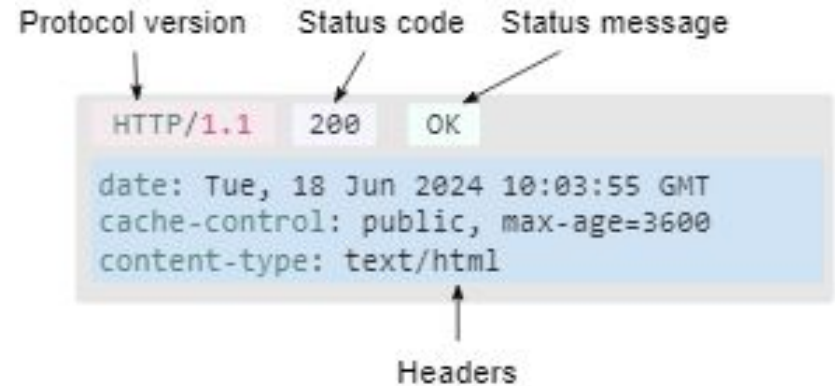 Protocol version Status code Status message
HTTP/1.1 200 OK
date: Tue, 18 Jun 2024 10:03:55 GMT
cache-control: public, max-age=3600
content-type: text/html
Headers